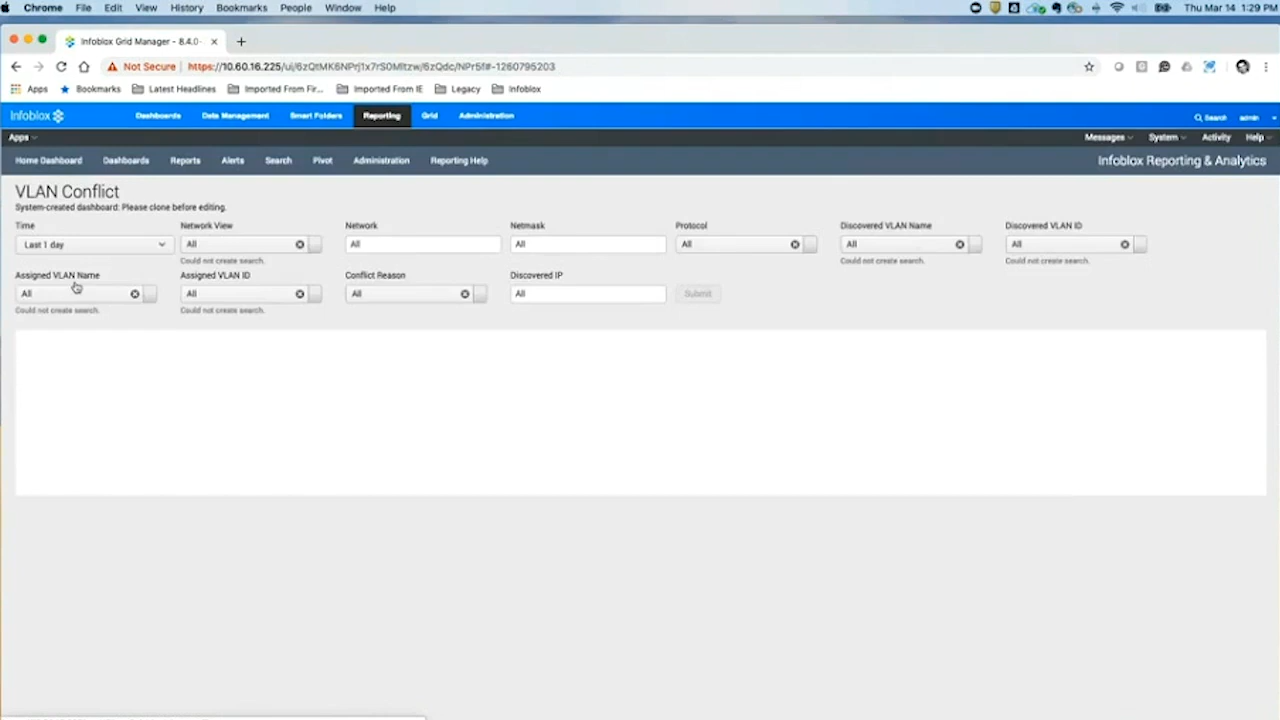 Chrome File Edit View History Bookmarks People Window Help Thu Mar 14 1:29 PM
Infoblox Grid Manager - 8.4.0-
Not Secure https://10.60.16.225/ui/
Apps Bookmarks Latest Headlines Imported From Fir... Imported From IE Legacy Infoblox
Infoblox Dashboards Data Management Smart Folders Reporting Grid Administration Search admin
Apps Messages System Activity Help
Home Dashboard Dashboards Reports Alerts Search Pivot Administration Reporting Help Infoblox Reporting & Analytics
VLAN Conflict
System-created dashboard: Please clone before editing.
Time Network View Network Netmask Protocol Discovered VLAN Name Discovered VLAN ID
Last 1 day All All All All All All
Could not create search. Could not create search. Could not create search.
Assigned VLAN Name Assigned VLAN ID Conflict Reason Discovered IP
All All All All Submit
Could not create search. Could not create search.